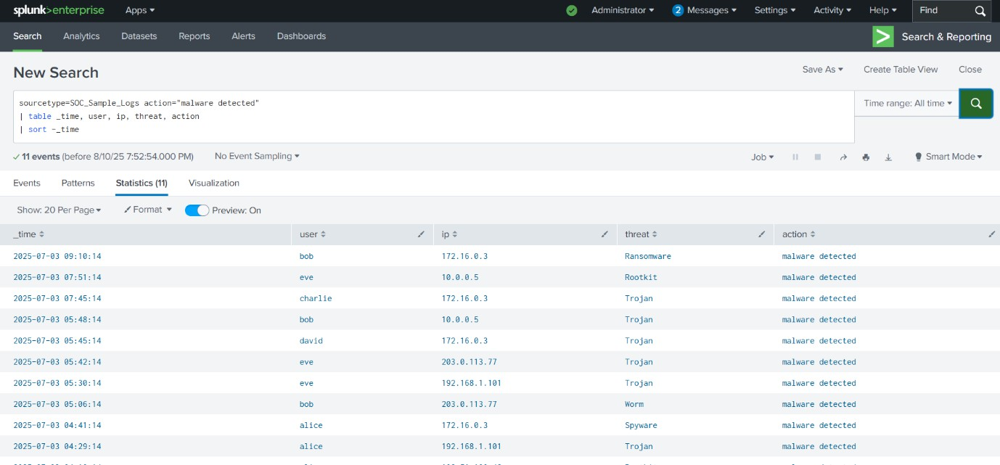 splunk>enterprise Apps Administrator 2 Messages Settings Activity Help Find
Search Analytics Datasets Reports Alerts Dashboards > Search & Reporting
New Search Save As Create Table View Close
sourcetype=SOC_Sample_Logs action="malware detected"
| table _time, user, ip, threat, action
| sort -_time
Time range: All time
11 events (before 8/10/25 7:52:54.000 PM) No Event Sampling Job Smart Mode
Events Patterns Statistics (11) Visualization
Show: 20 Per Page Format Preview: On
_time user ip threat action
2025-07-03 09:10:14 bob 172.16.0.3 Ransomware malware detected
2025-07-03 07:51:14 eve 10.0.0.5 Rootkit malware detected
2025-07-03 07:45:14 charlie 172.16.0.3 Trojan malware detected
2025-07-03 05:48:14 bob 10.0.0.5 Trojan malware detected
2025-07-03 05:45:14 david 172.16.0.3 Trojan malware detected
2025-07-03 05:42:14 eve 203.0.113.77 Trojan malware detected
2025-07-03 05:30:14 eve 192.168.1.101 Trojan malware detected
2025-07-03 05:06:14 bob 203.0.113.77 Worm malware detected
2025-07-03 04:41:14 alice 172.16.0.3 Spyware malware detected
2025-07-03 04:29:14 alice 192.168.1.101 Trojan malware detected